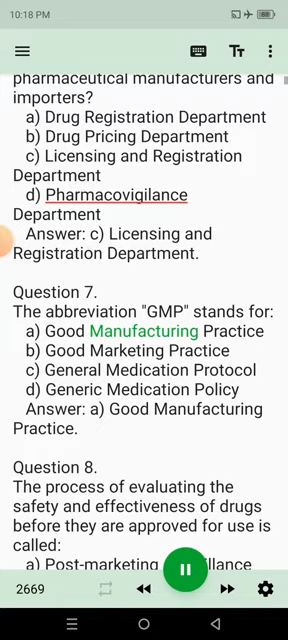 10:18 PM
pharmaceutical manufacturers and
importers?
a) Drug Registration Department
b) Drug Pricing Department
c) Licensing and Registration
Department
d) Pharmacovigilance
Department
Answer: c) Licensing and
Registration Department.
Question 7.
The abbreviation "GMP" stands for:
a) Good Manufacturing Practice
b) Good Marketing Practice
c) General Medication Protocol
d) Generic Medication Policy
Answer: a) Good Manufacturing
Practice.
Question 8.
The process of evaluating the
safety and effectiveness of drugs
before they are approved for use is
called:
a) Post-marketing
2669